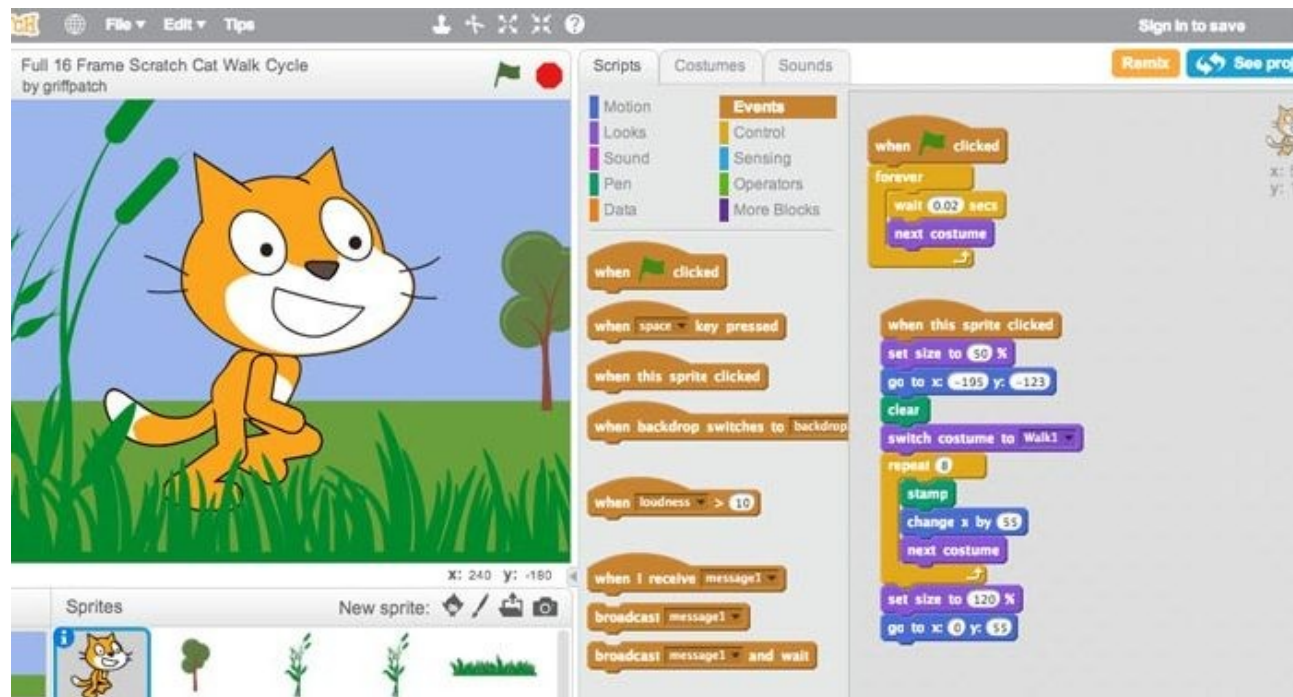 File Edit Tips
Sign in to save
Full 16 Frame Scratch Cat Walk Cycle
by griffpatch
Scripts Costumes Sounds
Remix See
Motion Events
Looks Control
Sound Sensing
Pen Operators
Data More Blocks
when clicked
when space key pressed
when this sprite clicked
when backdrop switches to backdrop
when loudness > 10
when I receive message1
broadcast message1
broadcast message1 and wait
when clicked
forever
wait 0.02 secs
next costume
when this sprite clicked
set size to 50 %
go to x: -195 y: -123
clear
switch costume to Walk1
repeat 8
stamp
change x by 55
next costume
set size to 120 %
go to x: 0 y: 55
x:
y:
x: 240 y: -180
Sprites New sprite: